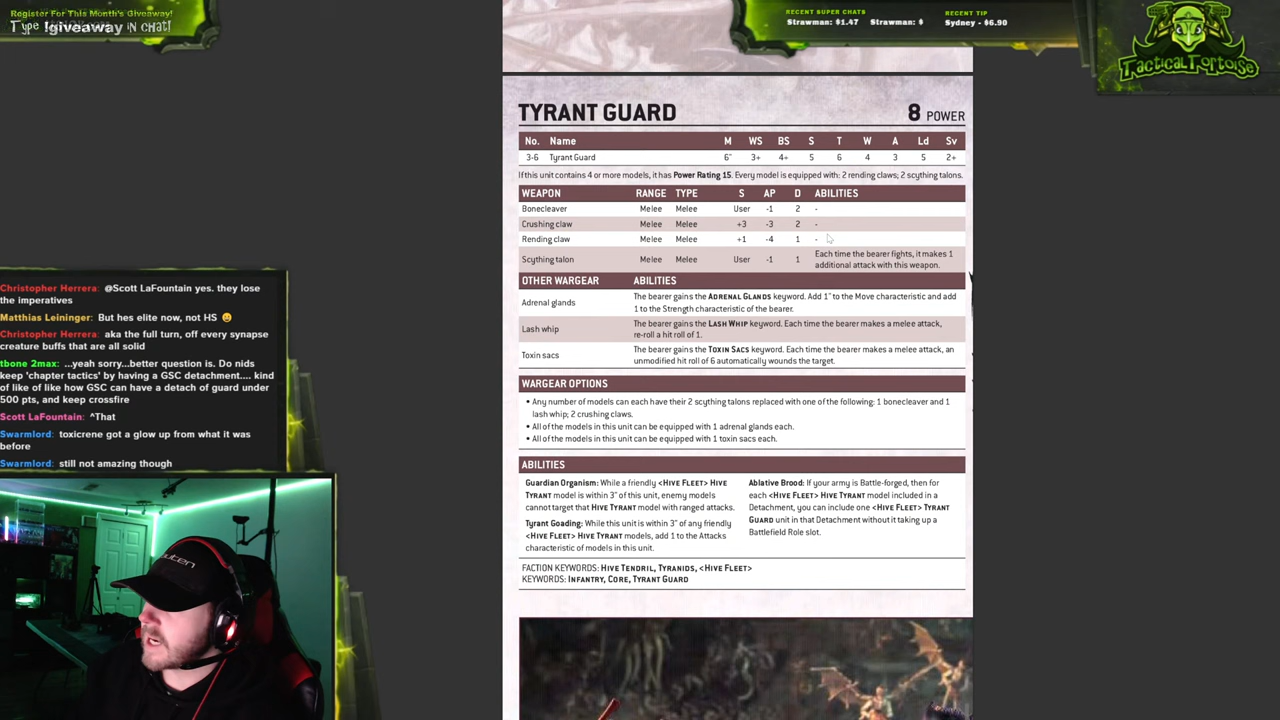 Register For This Month's Giveaway!
Type !giveaway in chat!
RECENT SUPER CHATS
Strawman: $1.47 Strawman: $
RECENT TIP
Sydney - $6.90
TacticalTortoise
TYRANT GUARD 8 POWER
No. Name M WS BS S T W A Ld Sv
3-6 Tyrant Guard 6" 3+ 4+ 5 6 4 3 5 2+
If this unit contains 4 or more models, it has Power Rating 15. Every model is equipped with: 2 rending claws; 2 scything talons.
WEAPON RANGE TYPE S AP D ABILITIES
Bonecleaver Melee Melee User -1 2 -
Crushing claw Melee Melee +3 -3 2 -
Rending claw Melee Melee +1 -4 1 -
Scything talon Melee Melee User -1 1 Each time the bearer fights, it makes 1
additional attack with this weapon.
OTHER WARGEAR ABILITIES
Adrenal glands The bearer gains the ADRENAL GLANDS keyword. Add 1" to the Move characteristic and add
1 to the Strength characteristic of the bearer.
Lash whip The bearer gains the LASH WHIP keyword. Each time the bearer makes a melee attack,
re-roll a hit roll of 1.
Toxin sacs The bearer gains the TOXIN SACS keyword. Each time the bearer makes a melee attack, an
unmodified hit roll of 6 automatically wounds the target.
WARGEAR OPTIONS
• Any number of models can each have their 2 scything talons replaced with one of the following: 1 bonecleaver and 1
lash whip; 2 crushing claws.
• All of the models in this unit can be equipped with 1 adrenal glands each.
• All of the models in this unit can be equipped with 1 toxin sacs each.
ABILITIES
Guardian Organism: While a friendly <HIVE FLEET> HIVE
TYRANT model is within 3" of this unit, enemy models
cannot target that HIVE TYRANT model with ranged attacks.
Tyrant Goading: While this unit is within 3" of any friendly
<HIVE FLEET> HIVE TYRANT models, add 1 to the Attacks
characteristic of models in this unit.
Ablative Brood: If your army is Battle-forged, then for
each <HIVE FLEET> HIVE TYRANT model included in a
Detachment, you can include one <HIVE FLEET> TYRANT
GUARD unit in that Detachment without it taking up a
Battlefield Role slot.
FACTION KEYWORDS: HIVE TENDRIL, TYRANIDS, <HIVE FLEET>
KEYWORDS: INFANTRY, CORE, TYRANT GUARD
Christopher Herrera: @Scott LaFountain yes. they lose
the imperatives
Matthias Leininger: But hes elite now, not HS 😀
Christopher Herrera: aka the full turn, off every synapse
creature buffs that are all solid
tbone 2max: ...yeah sorry...better question is. Do nids
keep 'chapter tactics' by having a GSC detachment.... kind
of like of like how GSC can have a detach of guard under
500 pts, and keep crossfire
Scott LaFountain: ^That
Swarmlord: toxicrene got a glow up from what it was
before
Swarmlord: still not amazing though